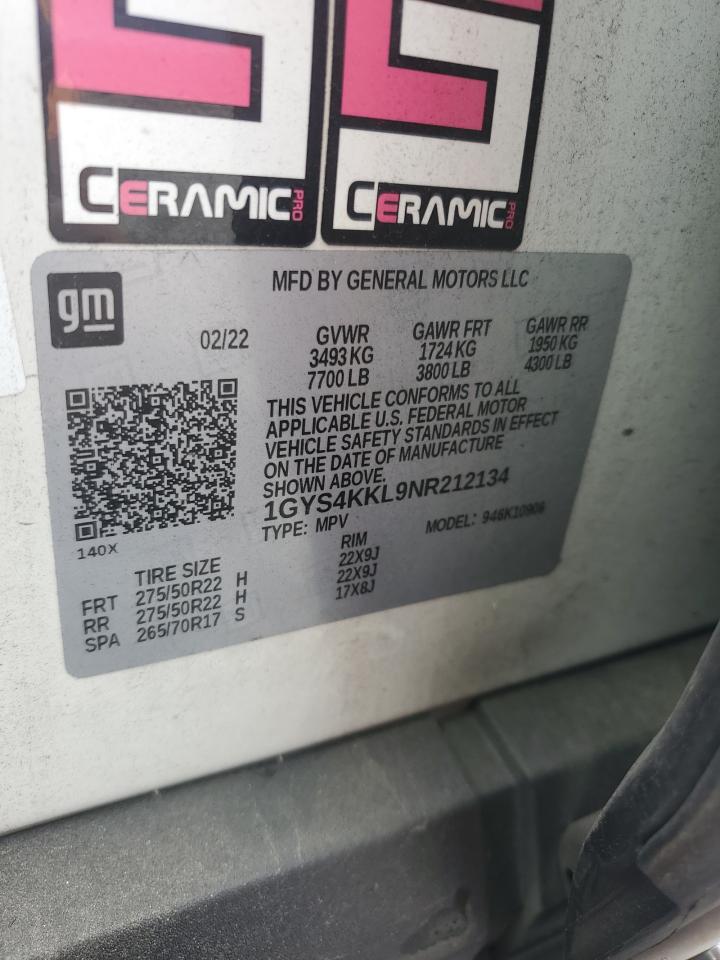 CERAMIC PRO
CERAMIC PRO
gm
MFD BY GENERAL MOTORS LLC
02/22
GVWR
3493 KG
7700 LB
GAWR FRT
1724 KG
3800 LB
GAWR RR
1950 KG
4300 LB
THIS VEHICLE CONFORMS TO ALL
APPLICABLE U.S. FEDERAL MOTOR
VEHICLE SAFETY STANDARDS IN EFFECT
ON THE DATE OF MANUFACTURE
SHOWN ABOVE.
1GYS4KKL9NR212134
TYPE: MPV
MODEL: 946K10906
140X
TIRE SIZE
RIM
FRT 275/50R22 H 22X9J
RR 275/50R22 H 22X9J
SPA 265/70R17 S 17X8J